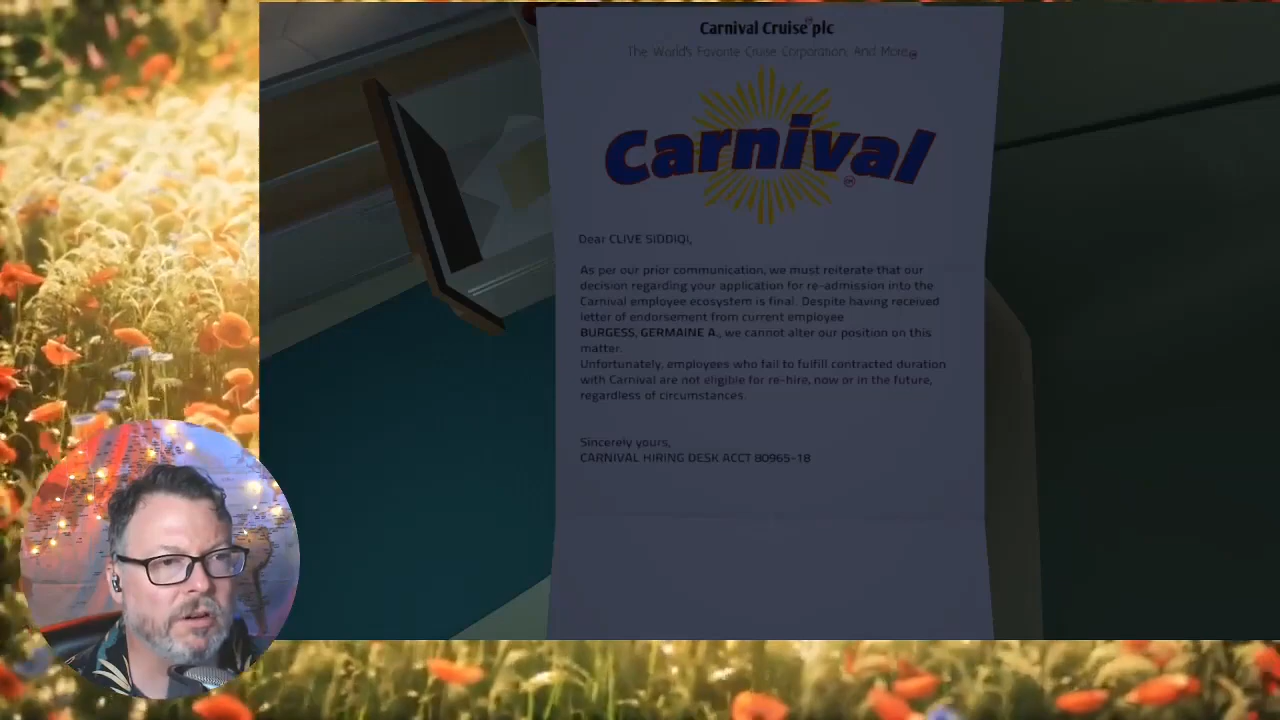 Carnival Cruise plc
The World's Favorite Cruise Corporation. And More.
Carnival
Dear CLIVE SIDDIQI,
As per our prior communication, we must reiterate that our
decision regarding your application for re-admission into the
Carnival employee ecosystem is final. Despite having received
letter of endorsement from current employee
BURGESS, GERMAINE A., we cannot alter our position on this
matter.
Unfortunately, employees who fail to fulfill contracted duration
with Carnival are not eligible for re-hire, now or in the future,
regardless of circumstances.
Sincerely yours,
CARNIVAL HIRING DESK ACCT 80965-18